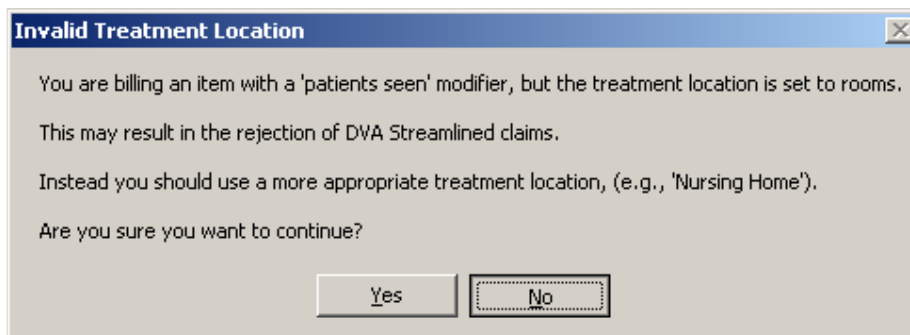 Invalid Treatment Location
You are billing an item with a 'patients seen' modifier, but the treatment location is set to rooms.
This may result in the rejection of DVA Streamlined claims.
Instead you should use a more appropriate treatment location, (e.g., 'Nursing Home').
Are you sure you want to continue?
Yes
No